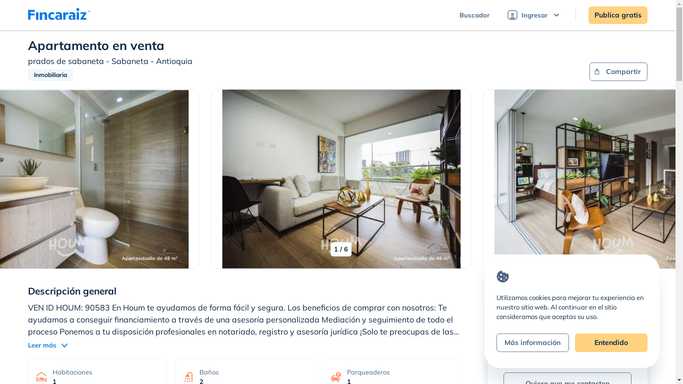 Fincaraiz
Buscador
Ingresar
Publica gratis
Apartamento en venta
prados de sabaneta - Sabaneta - Antioquia
Inmobiliaria
Compartir
HOUM
Apartaestudio de 48 m²
HOUM
1 / 6
Apartaestudio de 48 m²
HOUM
Descripción general
VEN ID HOUM: 90583 En Houm te ayudamos de forma fácil y segura. Los beneficios de comprar con nosotros: Te
ayudamos a conseguir financiamiento a través de una asesoría personalizada Mediación y seguimiento de todo el
proceso Ponemos a tu disposición profesionales en notariado, registro y asesoría jurídica ¡Solo te preocupas de las...
Leer más
Habitaciones
1
Baños
2
Parqueaderos
1
Utilizamos cookies para mejorar tu experiencia en
nuestro sitio web. Al continuar en el sitio
consideramos que aceptas su uso.
Más información
Entendido
Quiero que me contacten